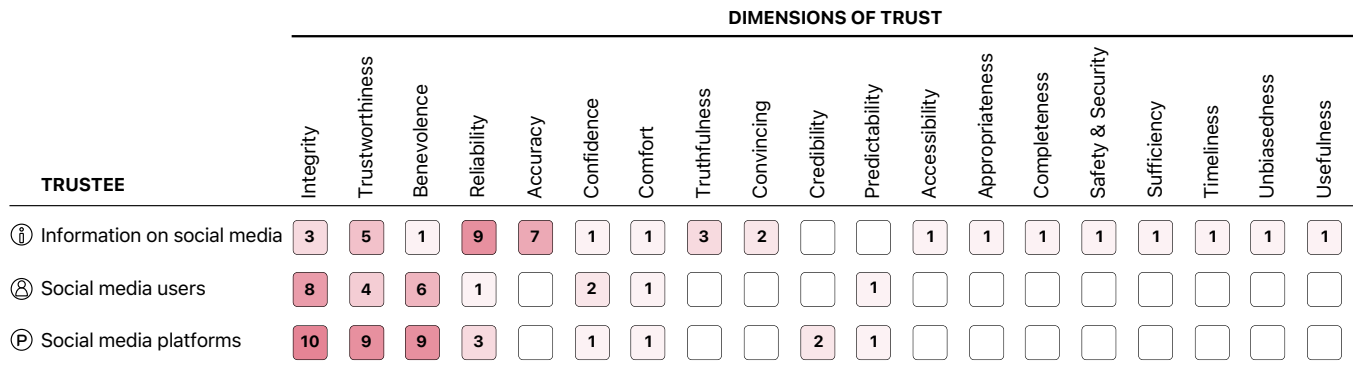 DIMENSIONS OF TRUST
TRUSTEE
Integrity
Trustworthiness
Benevolence
Reliability
Accuracy
Confidence
Comfort
Truthfulness
Convincing
Credibility
Predictability
Accessibility
Appropriateness
Completeness
Safety & Security
Sufficiency
Timeliness
Unbiasedness
Usefulness
i Information on social media 3 5 1 9 7 1 1 3 2 1 1 1 1 1 1 1 1
Social media users 8 4 6 1 2 1 1
P Social media platforms 10 9 9 3 1 1 2 1